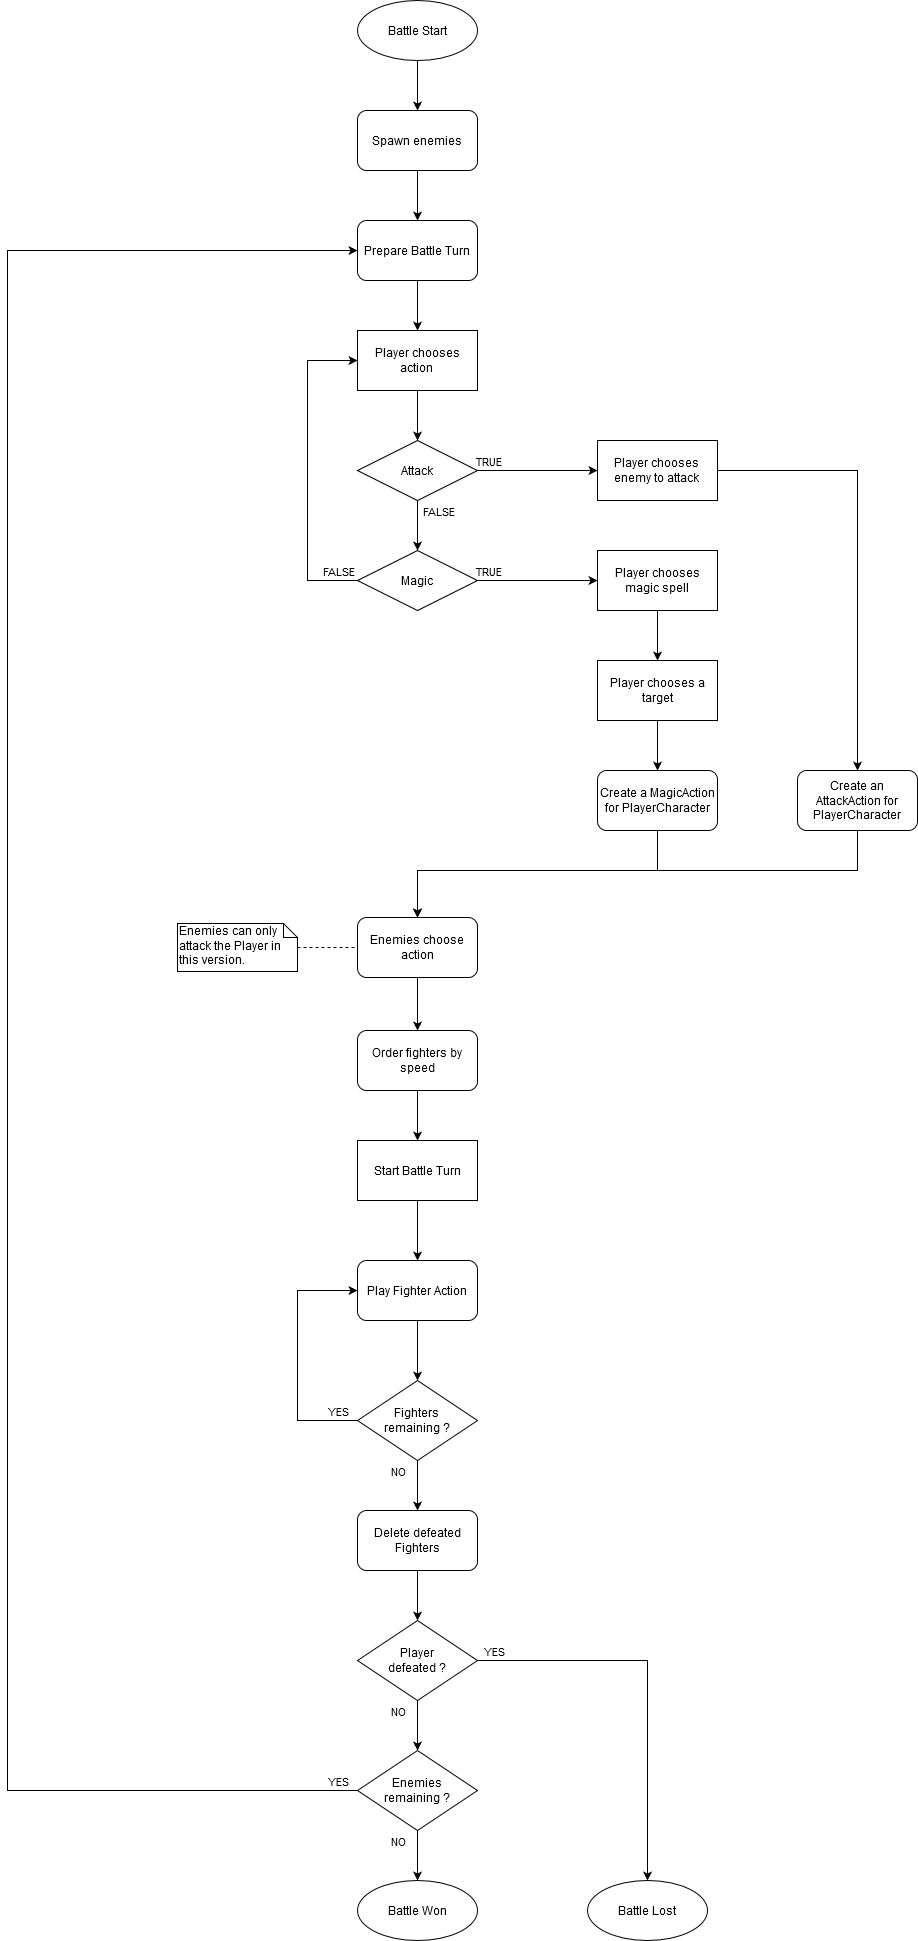 Battle Start
Spawn enemies
Prepare Battle Turn
Player chooses
action
Attack
TRUE
Player chooses
enemy to attack
FALSE
Magic
FALSE
TRUE
Player chooses
magic spell
Player chooses a
target
Create a MagicAction
for PlayerCharacter
Create an
AttackAction for
PlayerCharacter
Enemies can only
attack the Player in
this version.
Enemies choose
action
Order fighters by
speed
Start Battle Turn
Play Fighter Action
Fighters
remaining ?
YES
NO
Delete defeated
Fighters
Player
defeated ?
YES
NO
Enemies
remaining ?
YES
NO
Battle Won
Battle Lost